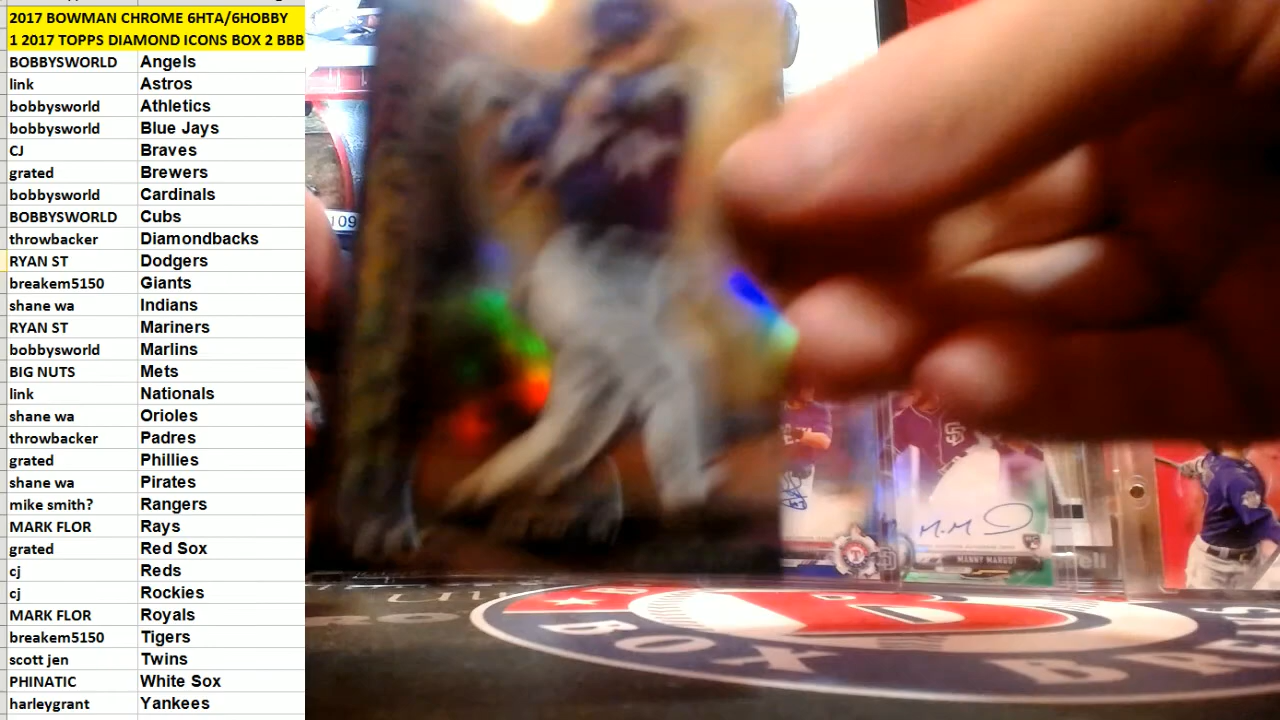 2017 BOWMAN CHROME 6HTA/6HOBBY
1 2017 TOPPS DIAMOND ICONS BOX 2 BBB
BOBBYSWORLD Angels
link Astros
bobbysworld Athletics
bobbysworld Blue Jays
CJ Braves
grated Brewers
bobbysworld Cardinals
BOBBYSWORLD Cubs
throwbacker Diamondbacks
RYAN ST Dodgers
breakem5150 Giants
shane wa Indians
RYAN ST Mariners
bobbysworld Marlins
BIG NUTS Mets
link Nationals
shane wa Orioles
throwbacker Padres
grated Phillies
shane wa Pirates
mike smith? Rangers
MARK FLOR Rays
grated Red Sox
cj Reds
cj Rockies
MARK FLOR Royals
breakem5150 Tigers
scott jen Twins
PHINATIC White Sox
harleygrant Yankees
109
MANNY MARGOT
BOX BREAKS